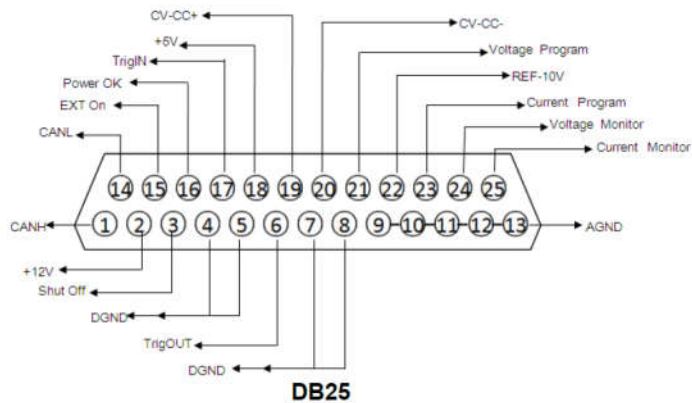 CV-CC+
CV-CC-
+5V
Voltage Program
TrigIN
REF-10V
Power OK
Current Program
EXT On
Voltage Monitor
CANL
Current Monitor
14 15 16 17 18 19 20 21 22 23 24 25
CANH
1 2 3 4 5 6 7 8 9 10 11 12 13
AGND
+12V
Shut Off
DGND
TrigOUT
DGND
DB25